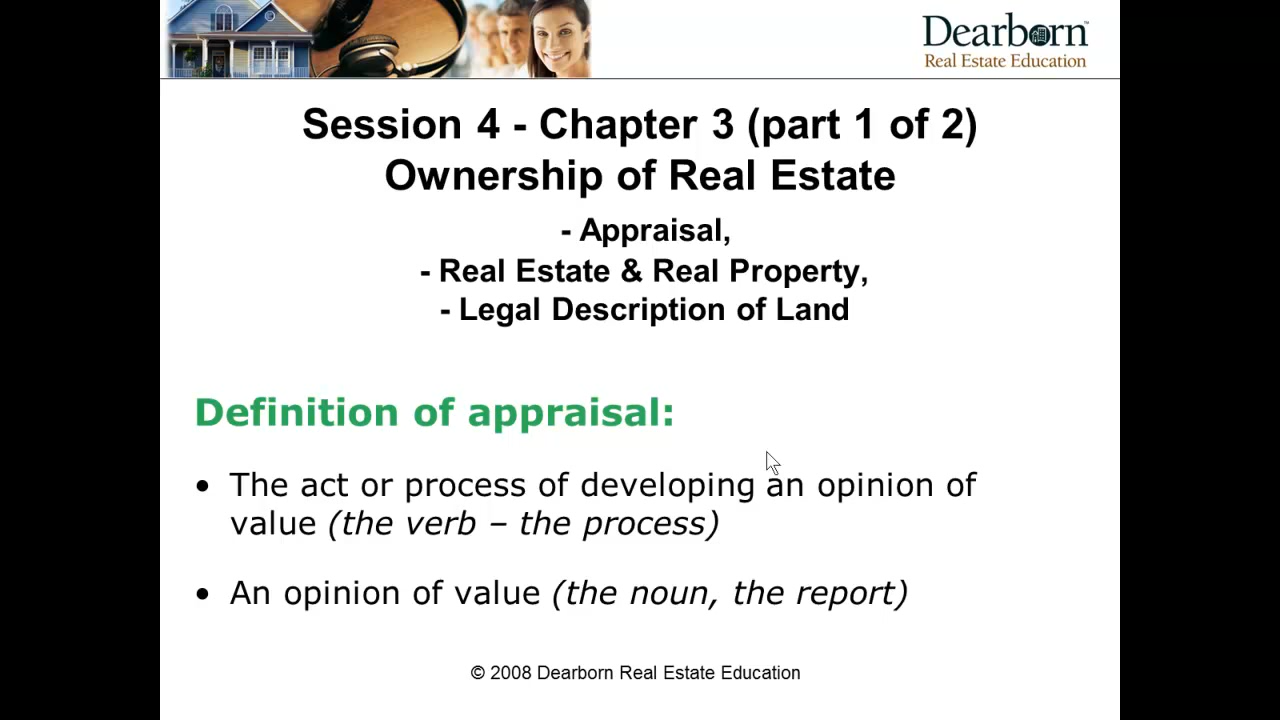 Dearborn™
Real Estate Education
Session 4 - Chapter 3 (part 1 of 2)
Ownership of Real Estate
- Appraisal,
- Real Estate & Real Property,
- Legal Description of Land
Definition of appraisal:
• The act or process of developing an opinion of
value (the verb – the process)
• An opinion of value (the noun, the report)
© 2008 Dearborn Real Estate Education